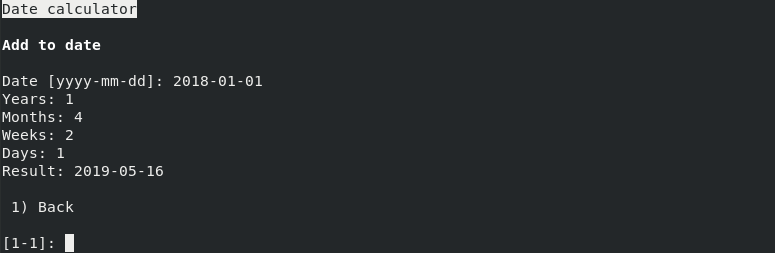 Date calculator
Add to date
Date [yyyy-mm-dd]: 2018-01-01
Years: 1
Months: 4
Weeks: 2
Days: 1
Result: 2019-05-16
1) Back
[1-1]: